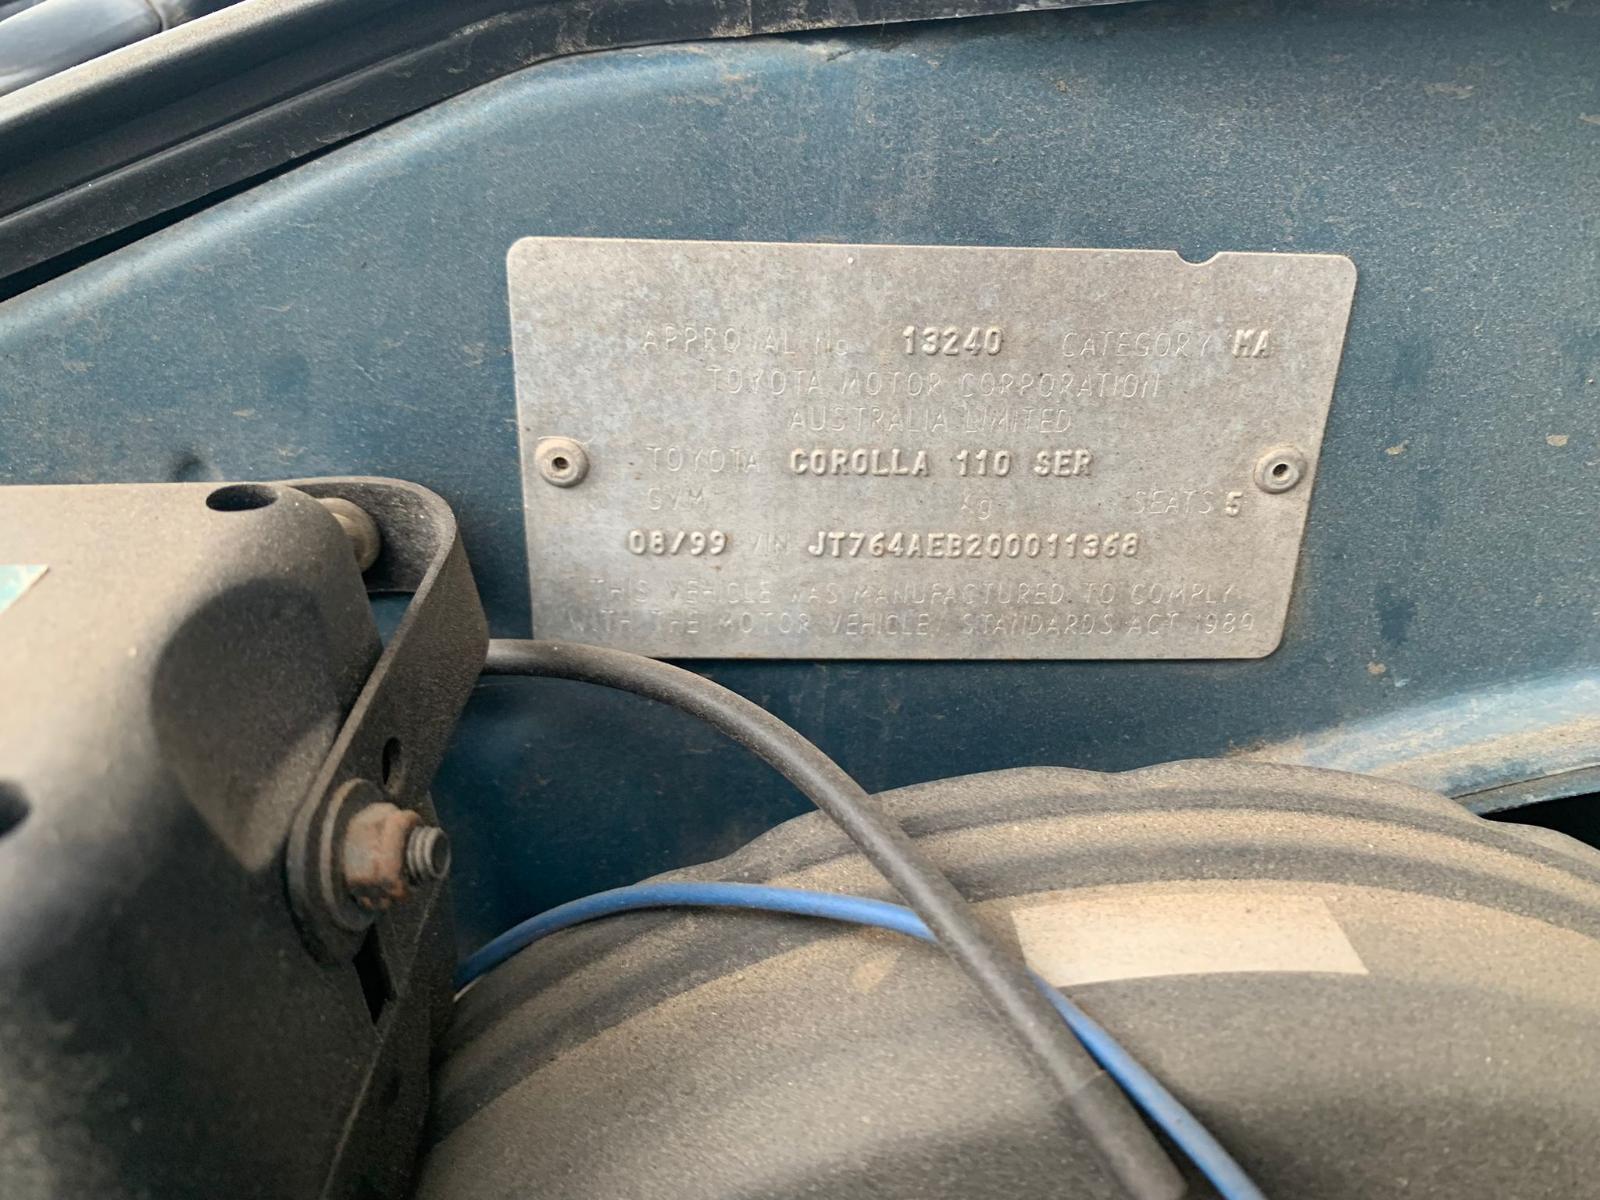 APPROVAL No 13240 CATEGORY MA
TOYOTA MOTOR CORPORATION
AUSTRALIA LIMITED
TOYOTA COROLLA 110 SER
GVM kg SEATS 5
08/99 VIN JT764AEB200011368
THIS VEHICLE WAS MANUFACTURED TO COMPLY
WITH THE MOTOR VEHICLE STANDARDS ACT 1989